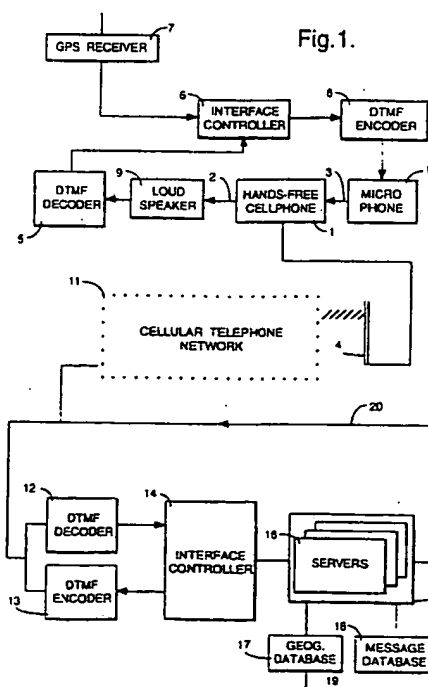 Fig.1.
7
GPS RECEIVER
6
INTERFACE
CONTROLLER
8
DTMF
ENCODER
DTMF
DECODER
5
9
LOUD
SPEAKER
2
HANDS-FREE
CELLPHONE
1
3
MICRO
PHONE
11
CELLULAR TELEPHONE
NETWORK
4
20
12
DTMF
DECODER
14
INTERFACE
CONTROLLER
DTMF
ENCODER
13
16
SERVERS
17
GEOG.
DATABASE
19
18
MESSAGE
DATABASE